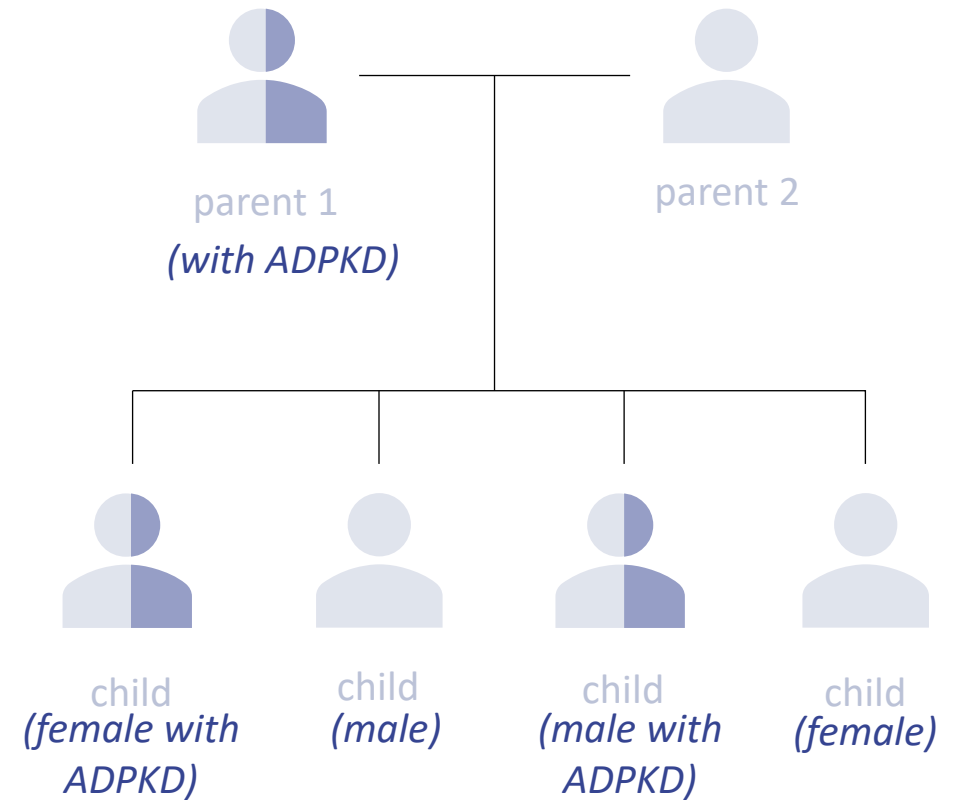 parent 1
(with ADPKD)
parent 2
child
(female with
ADPKD)
child
(male)
child
(male with
ADPKD)
child
(female)